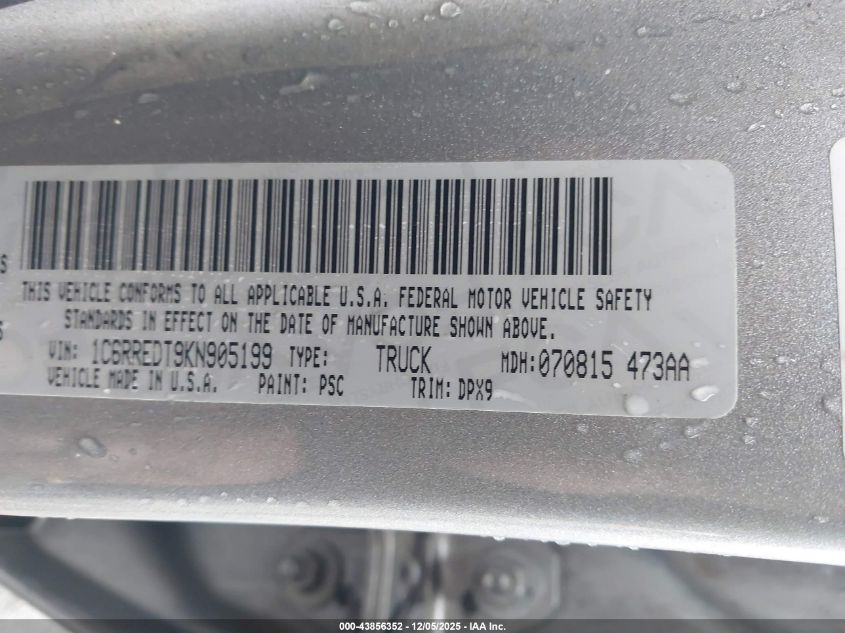 S
THIS VEHICLE CONFORMS TO ALL APPLICABLE U.S.A. FEDERAL MOTOR VEHICLE SAFETY
S
STANDARDS IN EFFECT ON THE DATE OF MANUFACTURE SHOWN ABOVE.
VIN: 1C6RREDT9KN905199 TYPE: TRUCK MDH:070815 473AA
VEHICLE MADE IN U.S.A. PAINT: PSC TRIM: DPX9
000-43856352 - 12/05/2025 - IAA Inc.